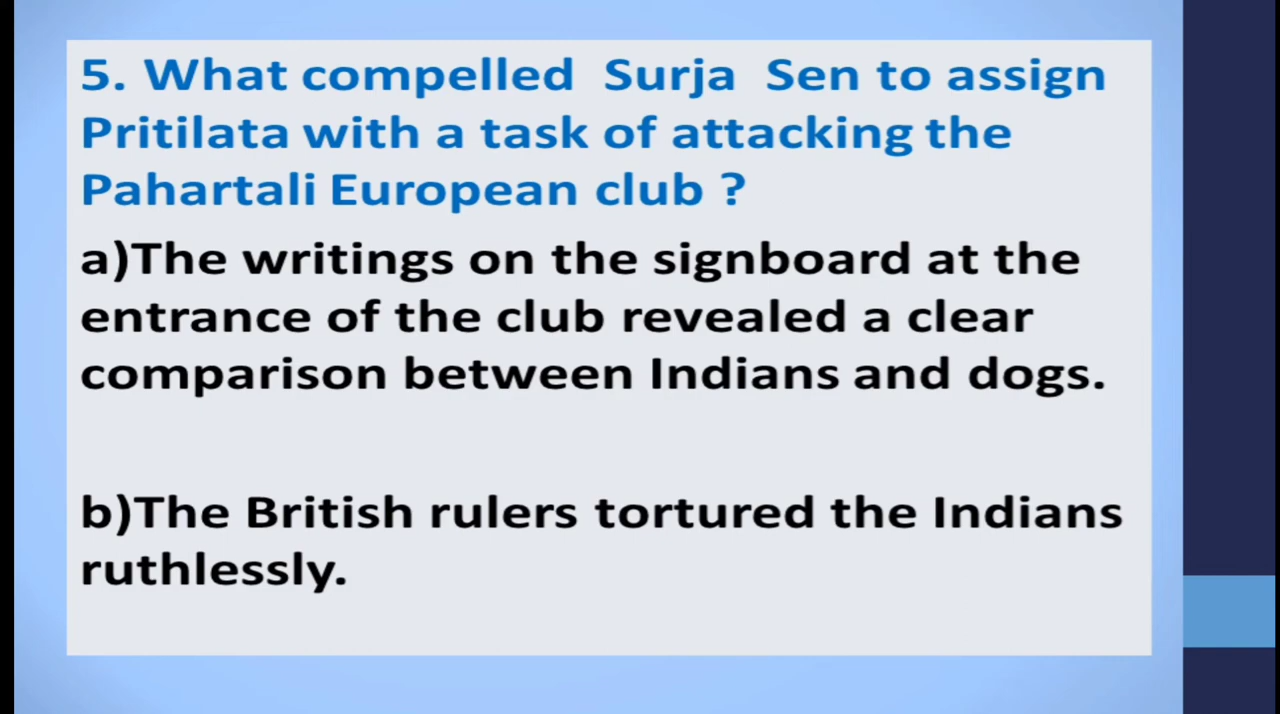 5. What compelled Surja Sen to assign
Pritilata with a task of attacking the
Pahartali European club ?
a)The writings on the signboard at the
entrance of the club revealed a clear
comparison between Indians and dogs.
b)The British rulers tortured the Indians
ruthlessly.